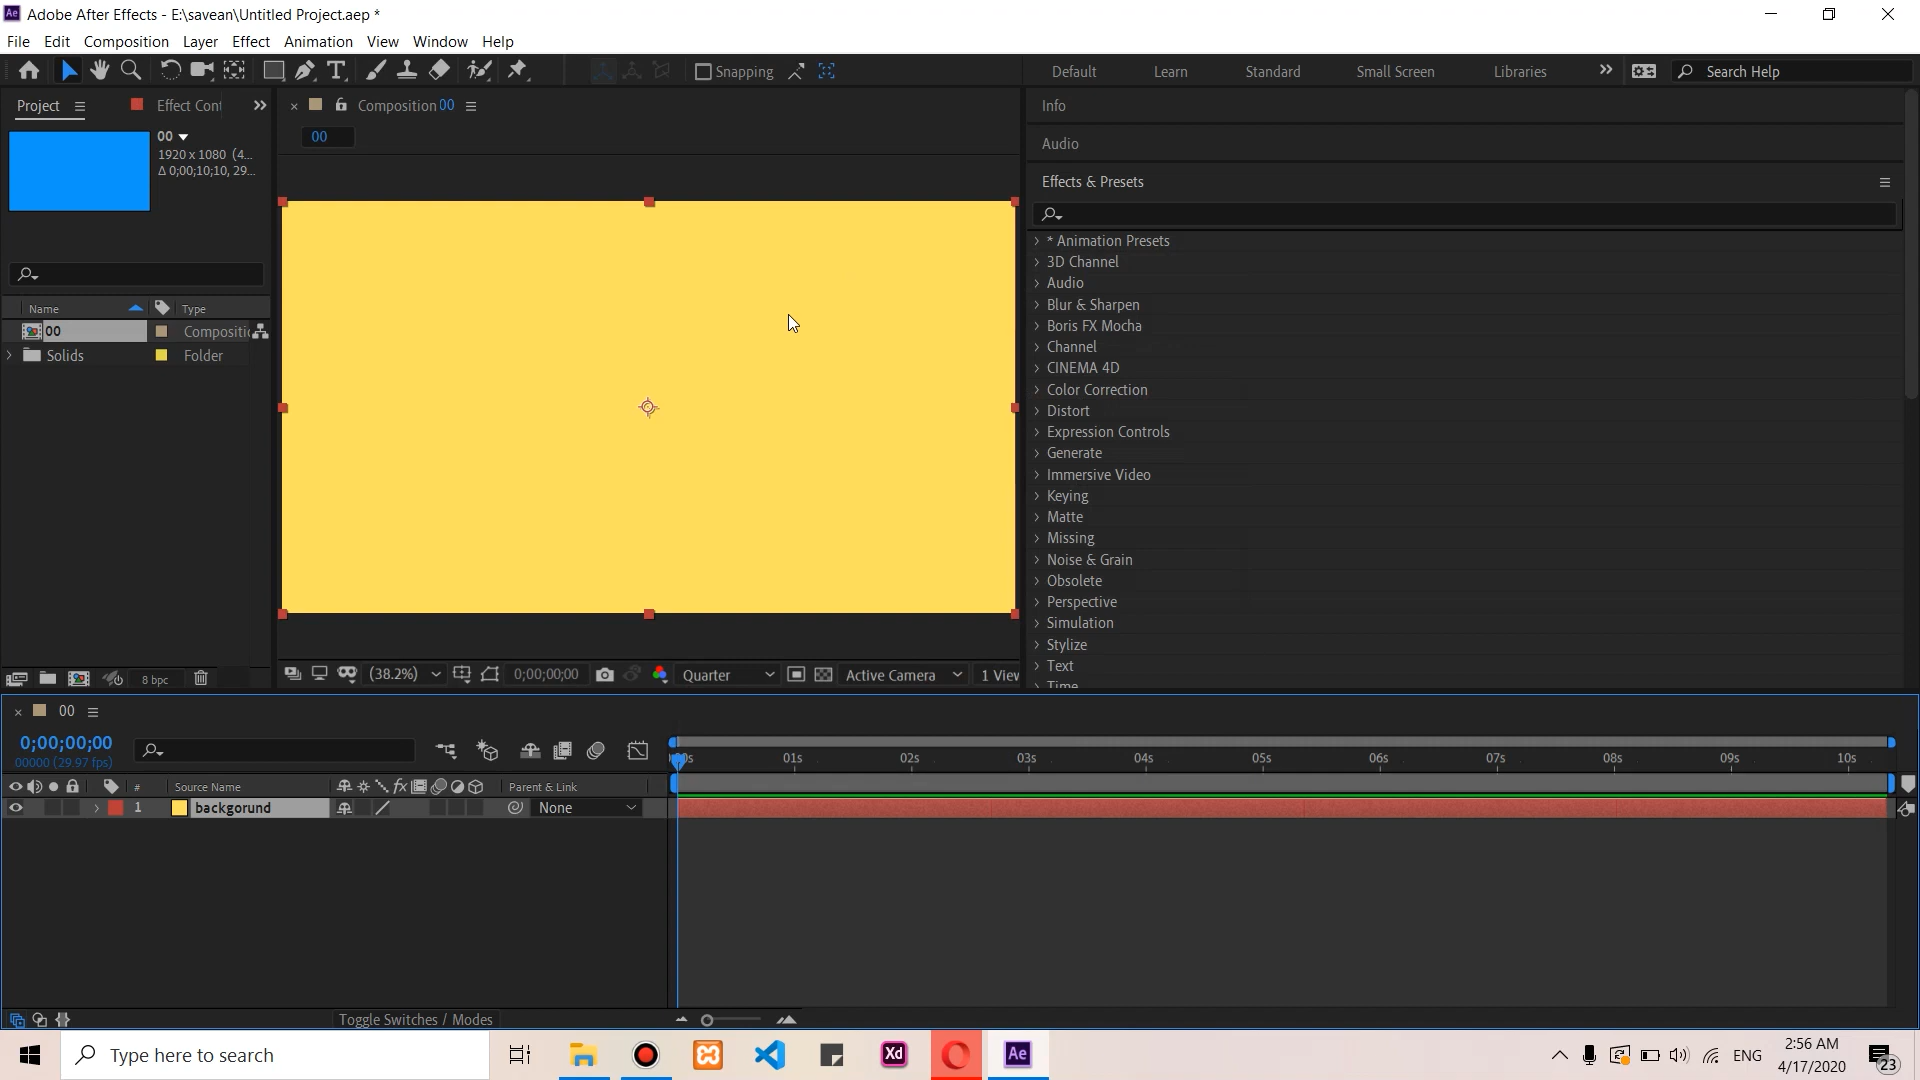 Ae Adobe After Effects - E:\savean\Untitled Project.aep *
File Edit Composition Layer Effect Animation View Window Help
Snapping Default Learn Standard Small Screen Libraries Search Help
Project Effect Cont
Composition 00
Info
00
1920 x 1080 (4...
Δ 0;00;10;10, 29...
00
Audio
Effects & Presets
* Animation Presets
3D Channel
Audio
Blur & Sharpen
Boris FX Mocha
Channel
CINEMA 4D
Color Correction
Distort
Expression Controls
Generate
Immersive Video
Keying
Matte
Missing
Noise & Grain
Obsolete
Perspective
Simulation
Stylize
Text
Time
Name Type
00 Compositi
Solids Folder
8 bpc
(38.2%) 0;00;00;00 Quarter Active Camera 1 View
00
0;00;00;00
00000 (29.97 fps)
01s 02s 03s 04s 05s 06s 07s 08s 09s 10s
# Source Name Parent & Link
1 backgorund None
Toggle Switches / Modes
Type here to search Xd Ae ENG
2:56 AM
4/17/2020
23